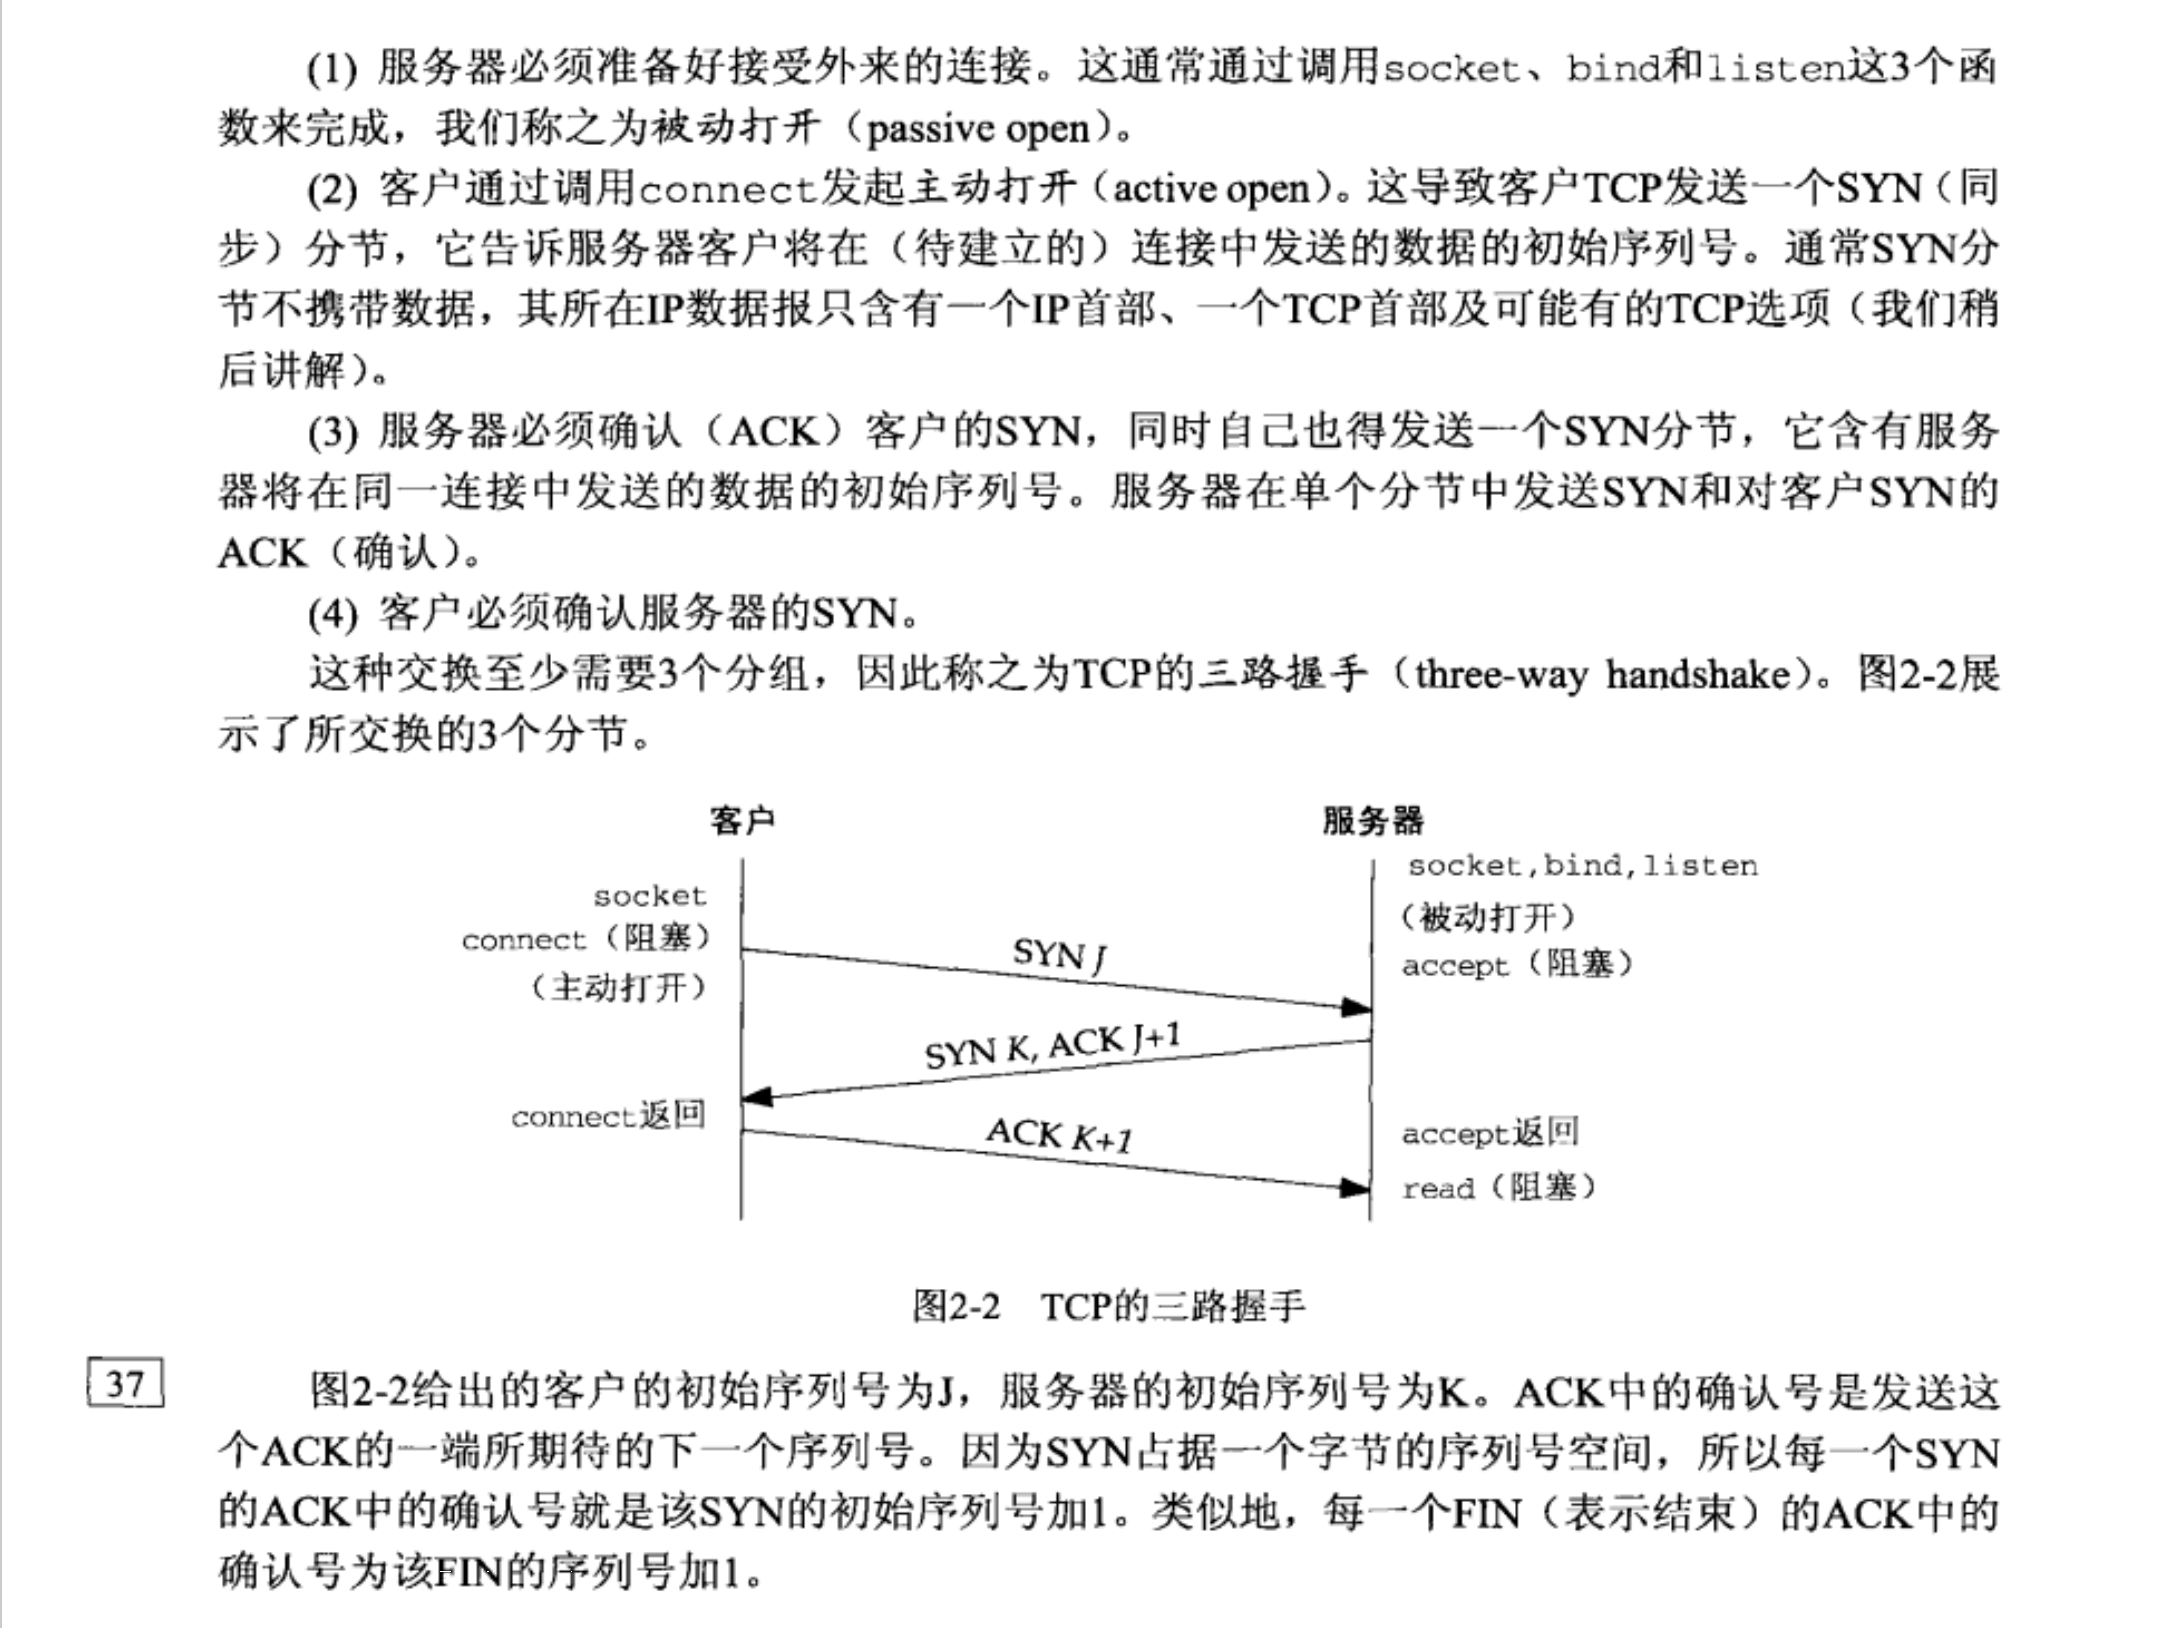 (1) 服务器必须准备好接受外来的连接。这通常通过调用socket、bind和listen这3个函
数来完成，我们称之为被动打开（passive open）。
(2) 客户通过调用connect发起主动打开（active open）。这导致客户TCP发送一个SYN（同
步）分节，它告诉服务器客户将在（待建立的）连接中发送的数据的初始序列号。通常SYN分
节不携带数据，其所在IP数据报只含有一个IP首部、一个TCP首部及可能有的TCP选项（我们稍
后讲解）。
(3) 服务器必须确认（ACK）客户的SYN，同时自己也得发送一个SYN分节，它含有服务
器将在同一连接中发送的数据的初始序列号。服务器在单个分节中发送SYN和对客户SYN的
ACK（确认）。
(4) 客户必须确认服务器的SYN。
这种交换至少需要3个分组，因此称之为TCP的三路握手（three-way handshake）。图2-2展
示了所交换的3个分节。
客户
服务器
socket
connect（阻塞）
（主动打开）
socket,bind,listen
（被动打开）
accept（阻塞）
SYN J
SYN K, ACK J+1
connect返回
ACK K+1
accept返回
read（阻塞）
图2-2 TCP的三路握手
37
图2-2给出的客户的初始序列号为J，服务器的初始序列号为K。ACK中的确认号是发送这
个ACK的一端所期待的下一个序列号。因为SYN占据一个字节的序列号空间，所以每一个SYN
的ACK中的确认号就是该SYN的初始序列号加1。类似地，每一个FIN（表示结束）的ACK中的
确认号为该FIN的序列号加1。